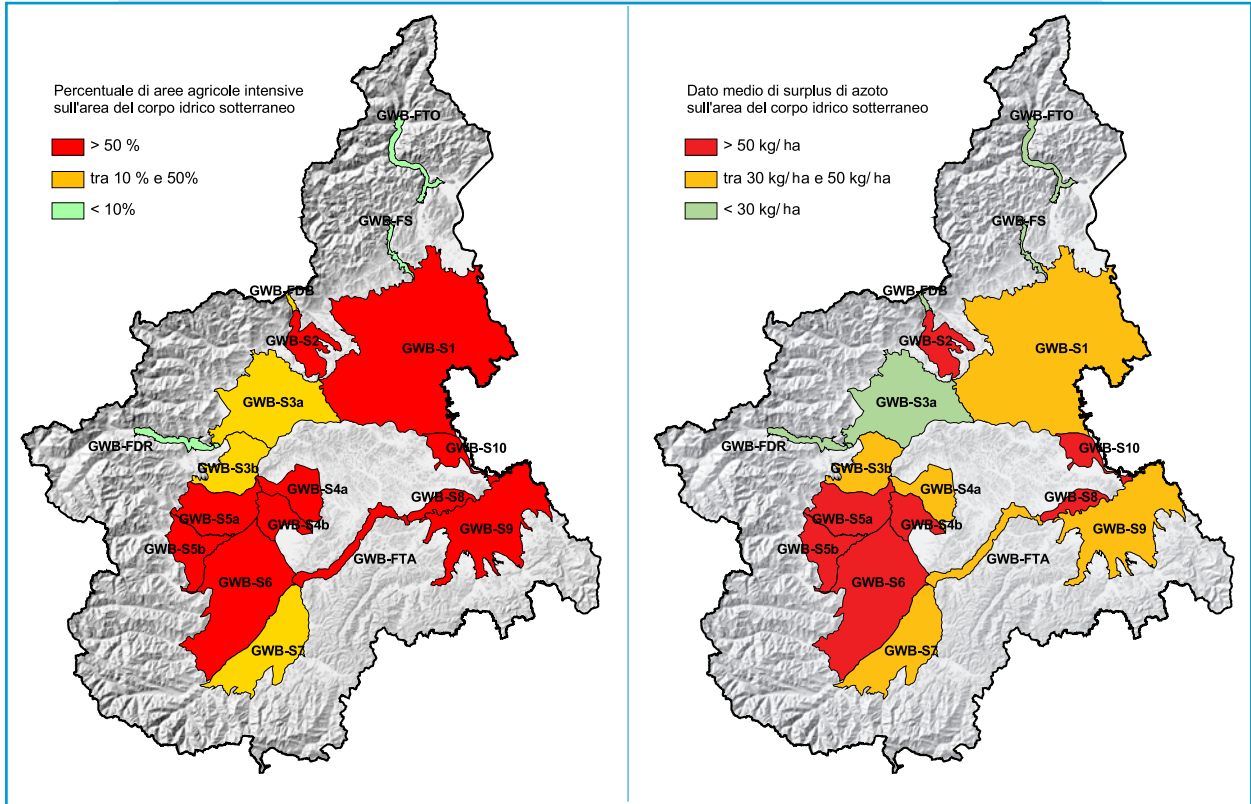 Percentuale di aree agricole intensive
sull'area del corpo idrico sotterraneo
> 50 %
tra 10 % e 50%
< 10%
GWB-FTO
GWB-FS
GWB-FDB
GWB-S2
GWB-S1
GWB-S3a
GWB-FDR
GWB-S3b
GWB-S10
GWB-S4a
GWB-S8
GWB-S5a
GWB-S4b
GWB-S9
GWB-S5b
GWB-FTA
GWB-S6
GWB-S7
Dato medio di surplus di azoto
sull'area del corpo idrico sotterraneo
> 50 kg/ha
tra 30 kg/ha e 50 kg/ha
< 30 kg/ha
GWB-FTO
GWB-FS
GWB-FDB
GWB-S2
GWB-S1
GWB-S3a
GWB-FDR
GWB-S3b
GWB-S10
GWB-S4a
GWB-S8
GWB-S5a
GWB-S4b
GWB-S9
GWB-S5b
GWB-FTA
GWB-S6
GWB-S7